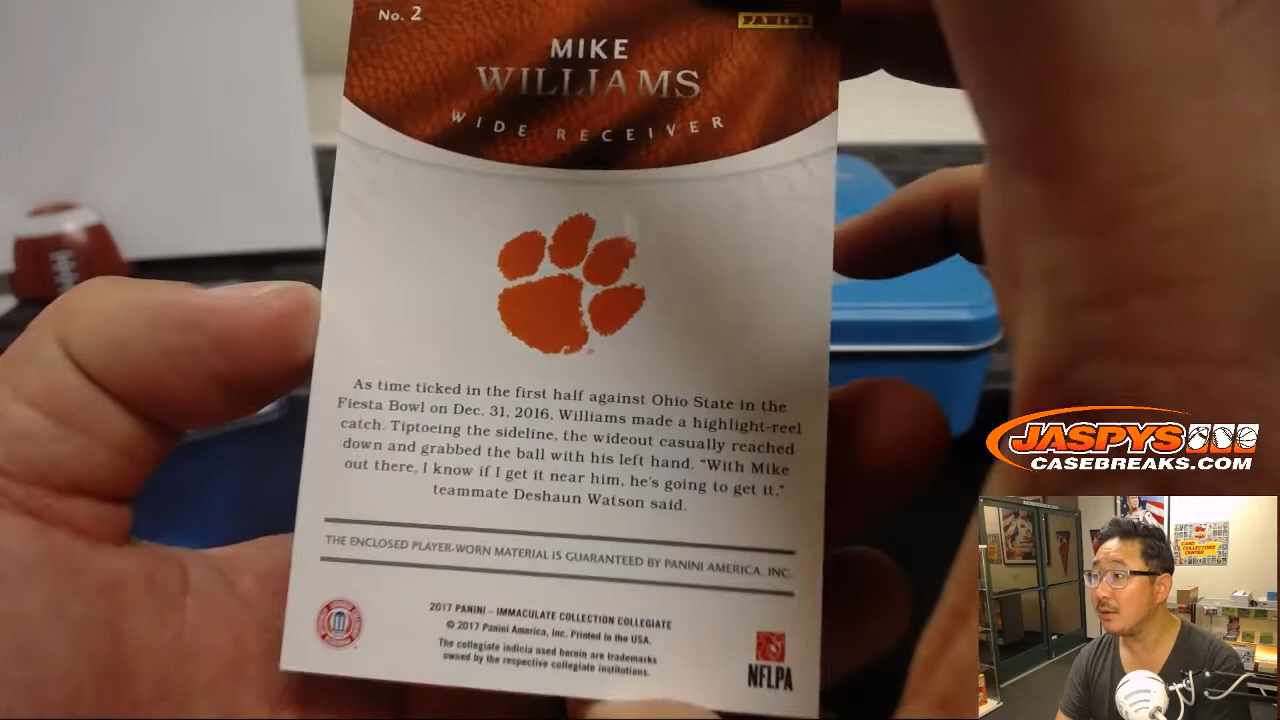 No. 2
PANINI
MIKE
WILLIAMS
WIDE RECEIVER
As time ticked in the first half against Ohio State in the
Fiesta Bowl on Dec. 31, 2016, Williams made a highlight-reel
catch. Tiptoeing the sideline, the wideout casually reached
down and grabbed the ball with his left hand. "With Mike
out there, I know if I get it near him, he's going to get it,"
teammate Deshaun Watson said.
THE ENCLOSED PLAYER-WORN MATERIAL IS GUARANTEED BY PANINI AMERICA, INC.
2017 PANINI – IMMACULATE COLLECTION COLLEGIATE
© 2017 Panini America, Inc. Printed in the USA.
The collegiate indicia used herein are trademarks
owned by the respective collegiate institutions.
NFLPA
JASPYS
CASEBREAKS.COM
topps
CARD
COLLECTORS
CENTER